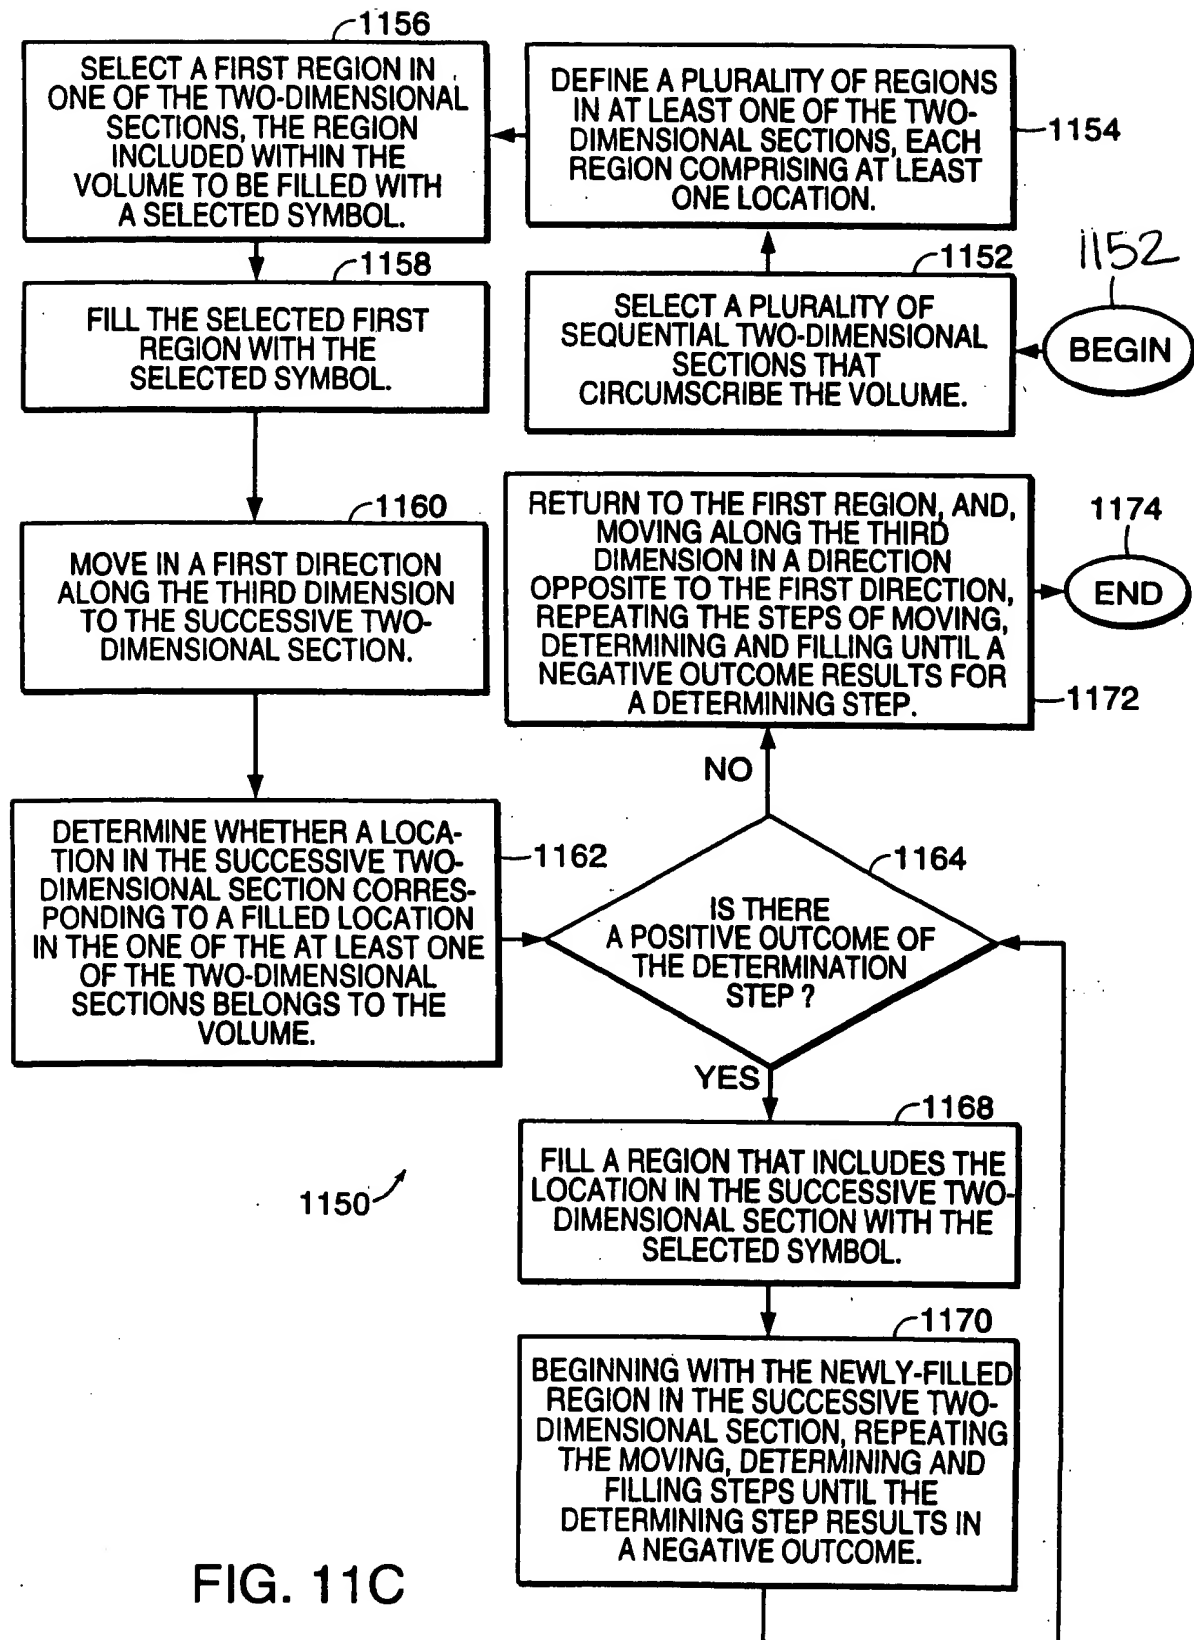 1152
BEGIN
1152
SELECT A PLURALITY OF
SEQUENTIAL TWO-DIMENSIONAL
SECTIONS THAT
CIRCUMSCRIBE THE VOLUME.
1154
DEFINE A PLURALITY OF REGIONS
IN AT LEAST ONE OF THE TWO-
DIMENSIONAL SECTIONS, EACH
REGION COMPRISING AT LEAST
ONE LOCATION.
1156
SELECT A FIRST REGION IN
ONE OF THE TWO-DIMENSIONAL
SECTIONS, THE REGION
INCLUDED WITHIN THE
VOLUME TO BE FILLED WITH
A SELECTED SYMBOL.
1158
FILL THE SELECTED FIRST
REGION WITH THE
SELECTED SYMBOL.
1160
MOVE IN A FIRST DIRECTION
ALONG THE THIRD DIMENSION
TO THE SUCCESSIVE TWO-
DIMENSIONAL SECTION.
1162
DETERMINE WHETHER A LOCA-
TION IN THE SUCCESSIVE TWO-
DIMENSIONAL SECTION CORRES-
PONDING TO A FILLED LOCATION
IN THE ONE OF THE AT LEAST ONE
OF THE TWO-DIMENSIONAL
SECTIONS BELONGS TO THE
VOLUME.
1164
IS THERE
A POSITIVE OUTCOME OF
THE DETERMINATION
STEP ?
NO
RETURN TO THE FIRST REGION, AND,
MOVING ALONG THE THIRD
DIMENSION IN A DIRECTION
OPPOSITE TO THE FIRST DIRECTION,
REPEATING THE STEPS OF MOVING,
DETERMINING AND FILLING UNTIL A
NEGATIVE OUTCOME RESULTS FOR
A DETERMINING STEP.
1172
1174
END
YES
1168
FILL A REGION THAT INCLUDES THE
LOCATION IN THE SUCCESSIVE TWO-
DIMENSIONAL SECTION WITH THE
SELECTED SYMBOL.
1170
BEGINNING WITH THE NEWLY-FILLED
REGION IN THE SUCCESSIVE TWO-
DIMENSIONAL SECTION, REPEATING
THE MOVING, DETERMINING AND
FILLING STEPS UNTIL THE
DETERMINING STEP RESULTS IN
A NEGATIVE OUTCOME.
1150
FIG. 11C